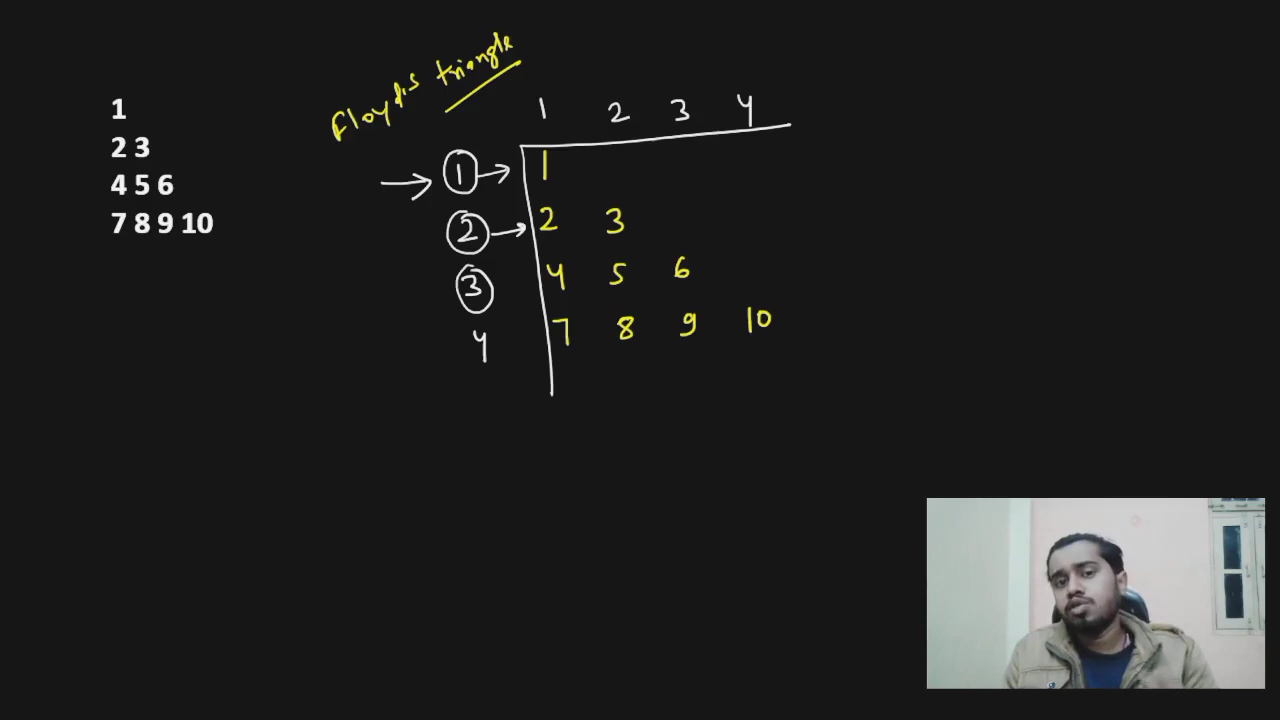 1
2 3
4 5 6
7 8 9 10
Floyd's triangle
1 2 3 4
1 1
2 2 3
3 4 5 6
4 7 8 9 10